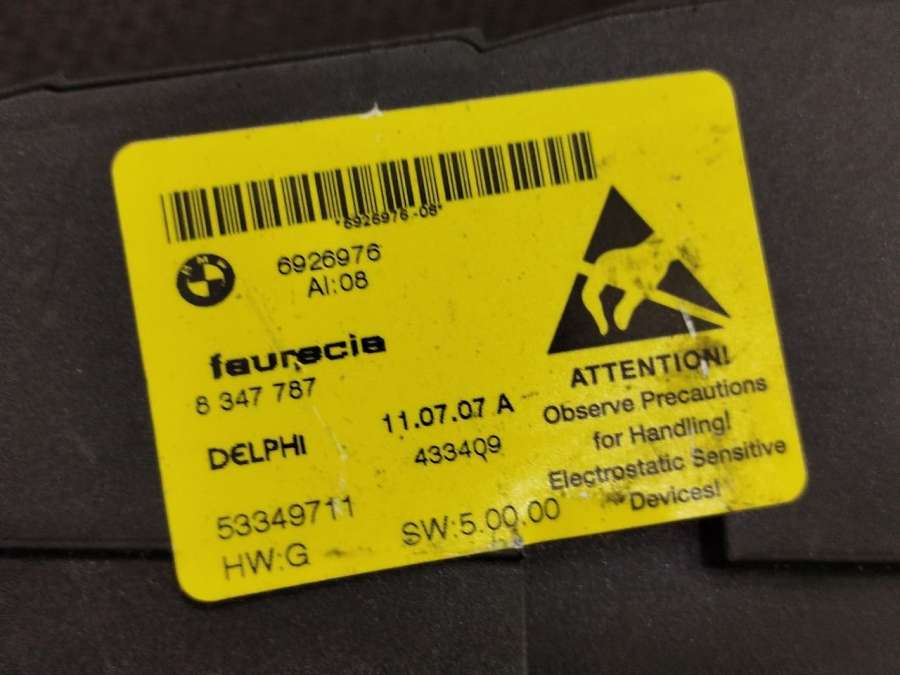 *6926976-08*
BMW
6926976
AI:08
faurecia
8 347 787
DELPHI
11.07.07 A
433409
53349711
HW:G
SW:5.00.00
ATTENTION!
Observe Precautions
for Handling!
Electrostatic Sensitive
Devices!